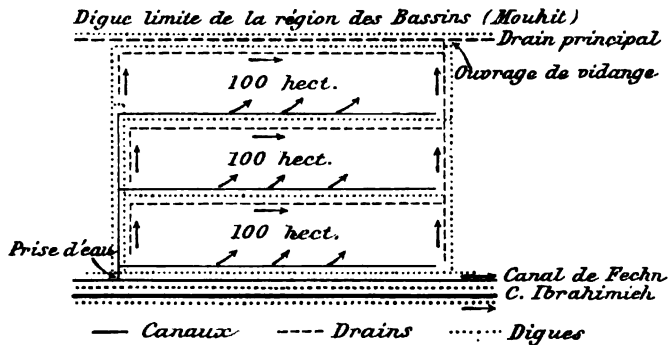 Digue limite de la région des Bassins (Mouhit)
Drain principal
Ouvrage de vidange
100 hect.
100 hect.
100 hect.
Prise d'eau
Canal de Fechn
C. Ibrahimieh
Canaux Drains Digues